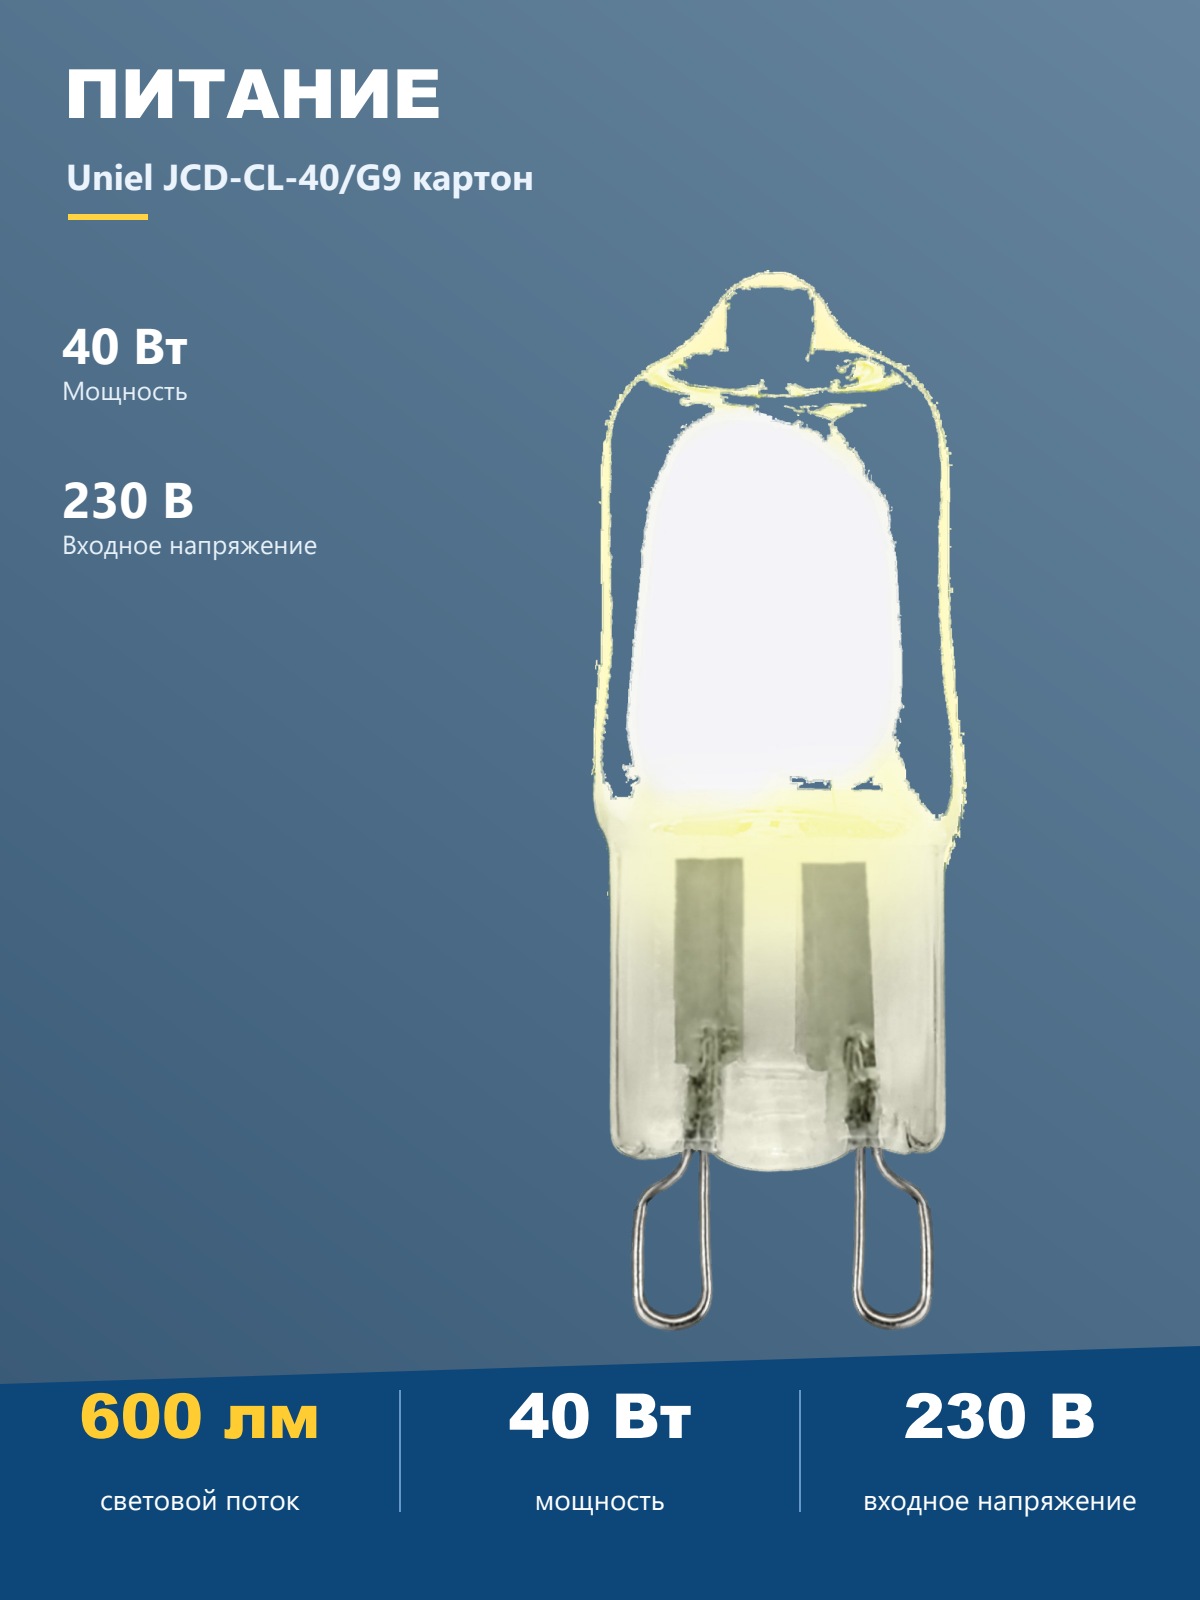 ПИТАНИЕ
Uniel JCD-CL-40/G9 картон
40 Вт
Мощность
230 В
Входное напряжение
600 лм
световой поток
40 Вт
мощность
230 В
входное напряжение